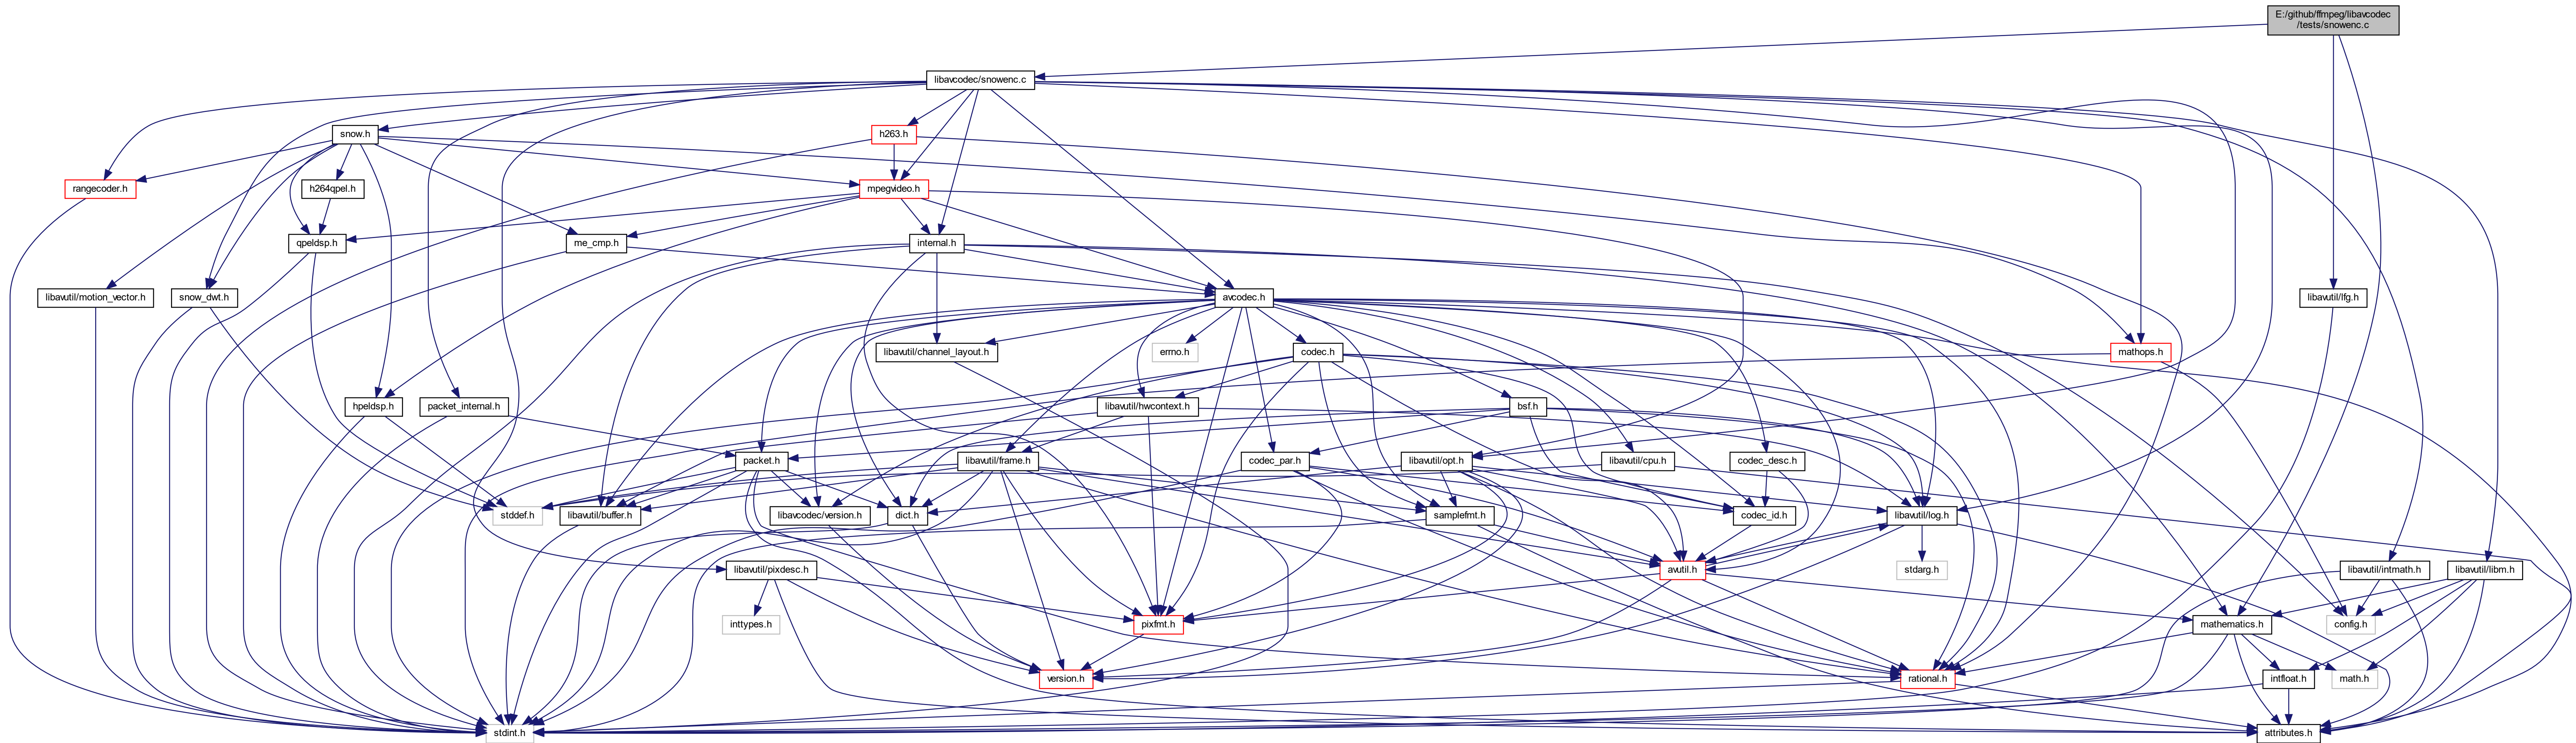 E:/github/ffmpeg/libavcodec
/tests/snowenc.c
libavcodec/snowenc.c
snow.h
h263.h
rangecoder.h
h264qpel.h
mpegvideo.h
qpeldsp.h
me_cmp.h
internal.h
libavutil/motion_vector.h
snow_dwt.h
avcodec.h
libavutil/lfg.h
libavutil/channel_layout.h
errno.h
codec.h
mathops.h
hpeldsp.h
packet_internal.h
libavutil/hwcontext.h
bsf.h
packet.h
libavutil/frame.h
codec_par.h
libavutil/opt.h
libavutil/cpu.h
codec_desc.h
stddef.h
libavutil/buffer.h
libavcodec/version.h
dict.h
samplefmt.h
codec_id.h
libavutil/log.h
libavutil/pixdesc.h
avutil.h
stdarg.h
libavutil/intmath.h
libavutil/libm.h
inttypes.h
pixfmt.h
mathematics.h
config.h
version.h
rational.h
intfloat.h
math.h
stdint.h
attributes.h